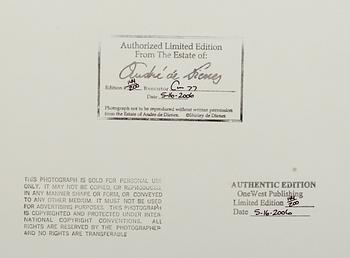 Authorized Limited Edition
From The Estate of:
André de Dienes
Edition /200 Executor
Date 5-16-2006
Photograph not to be reproduced without written permission
from the Estate of Andre de Dienes. ©Shirley de Dienes
THIS PHOTOGRAPH IS SOLD FOR PERSONAL USE
ONLY. IT MAY NOT BE COPIED, OR REPRODUCED,
IN ANY MANNER SHARE, OR FORM, OR CONVEYED
TO ANY OTHER MEDIUM. IT MUST NOT BE USED
FOR ADVERTISING PURPOSES. THIS PHOTOGRAPH
IS COPYRIGHTED AND PROTECTED UNDER INTER-
NATIONAL COPYRIGHT CONVENTIONS. ALL
RIGHTS ARE RESERVED BY THE PHOTOGRAPHER
AND NO RIGHTS ARE TRANSFERABLE
AUTHENTIC EDITION
OneWest Publishing
Limited Edition /200
Date 5-16-2006